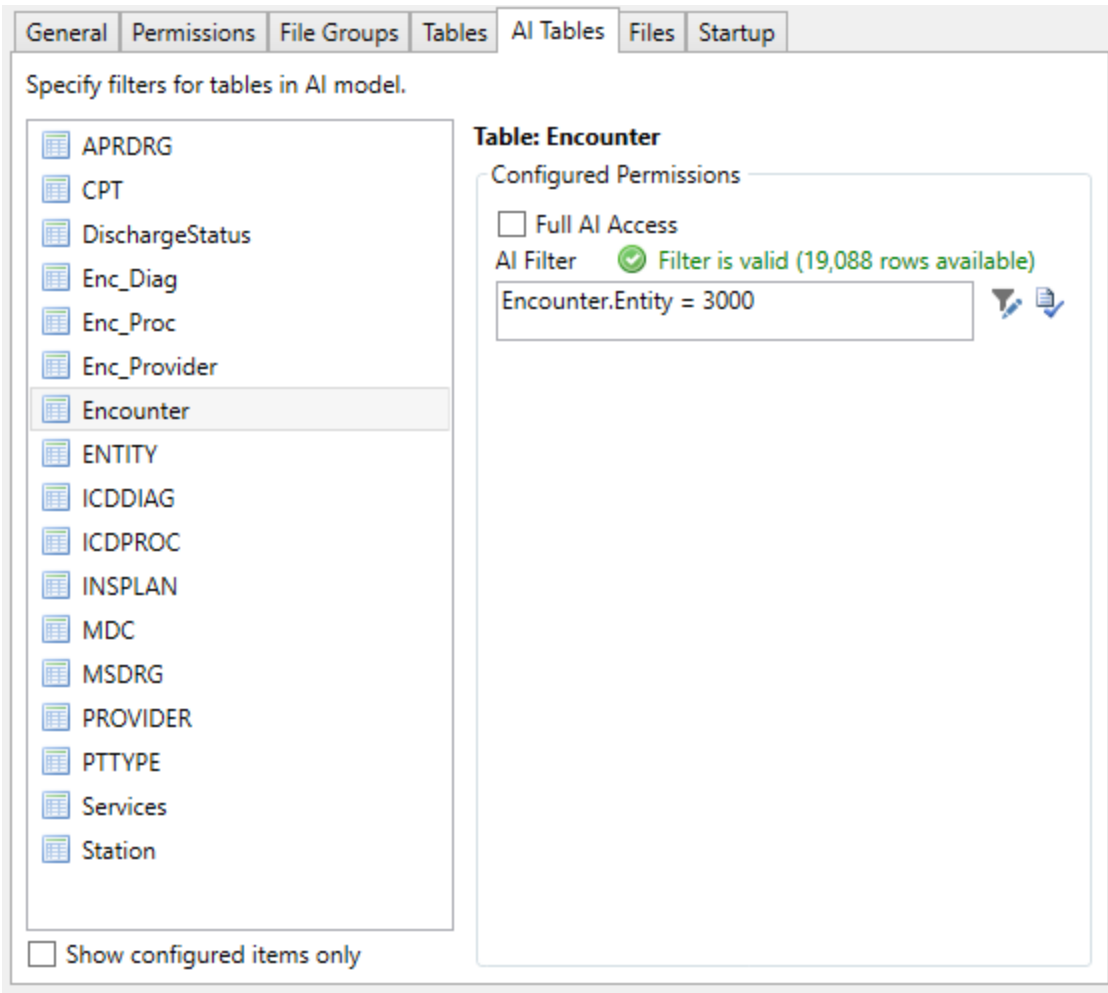 General Permissions File Groups Tables AI Tables Files Startup
Specify filters for tables in AI model.
APRDRG
CPT
DischargeStatus
Enc_Diag
Enc_Proc
Enc_Provider
Encounter
ENTITY
ICDDIAG
ICDPROC
INSPLAN
MDC
MSDRG
PROVIDER
PTTYPE
Services
Station
Show configured items only
Table: Encounter
Configured Permissions
Full AI Access
AI Filter Filter is valid (19,088 rows available)
Encounter.Entity = 3000